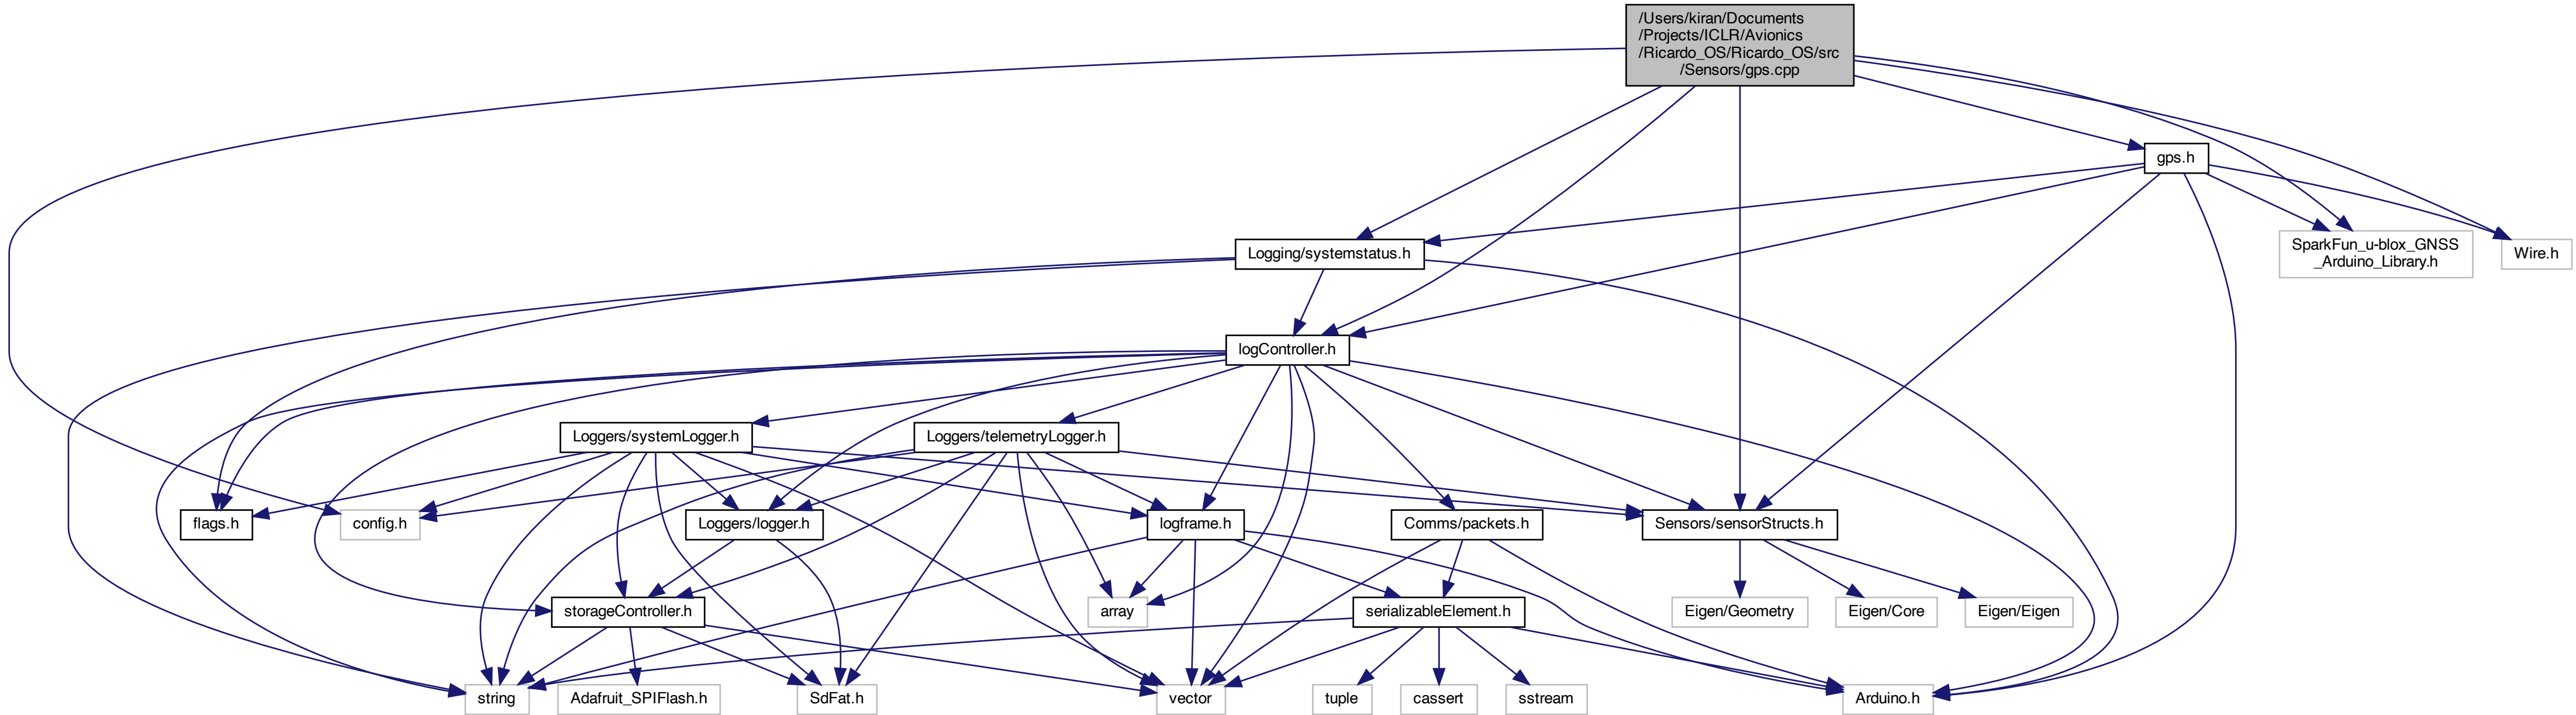 /Users/kiran/Documents
/Projects/ICLR/Avionics
/Ricardo_OS/Ricardo_OS/src
/Sensors/gps.cpp
gps.h
Logging/systemstatus.h
SparkFun_u-blox_GNSS
_Arduino_Library.h
Wire.h
logController.h
Loggers/systemLogger.h
Loggers/telemetryLogger.h
flags.h
config.h
Loggers/logger.h
logframe.h
Comms/packets.h
Sensors/sensorStructs.h
storageController.h
array
serializableElement.h
Eigen/Geometry
Eigen/Core
Eigen/Eigen
string
Adafruit_SPIFlash.h
SdFat.h
vector
tuple
cassert
sstream
Arduino.h